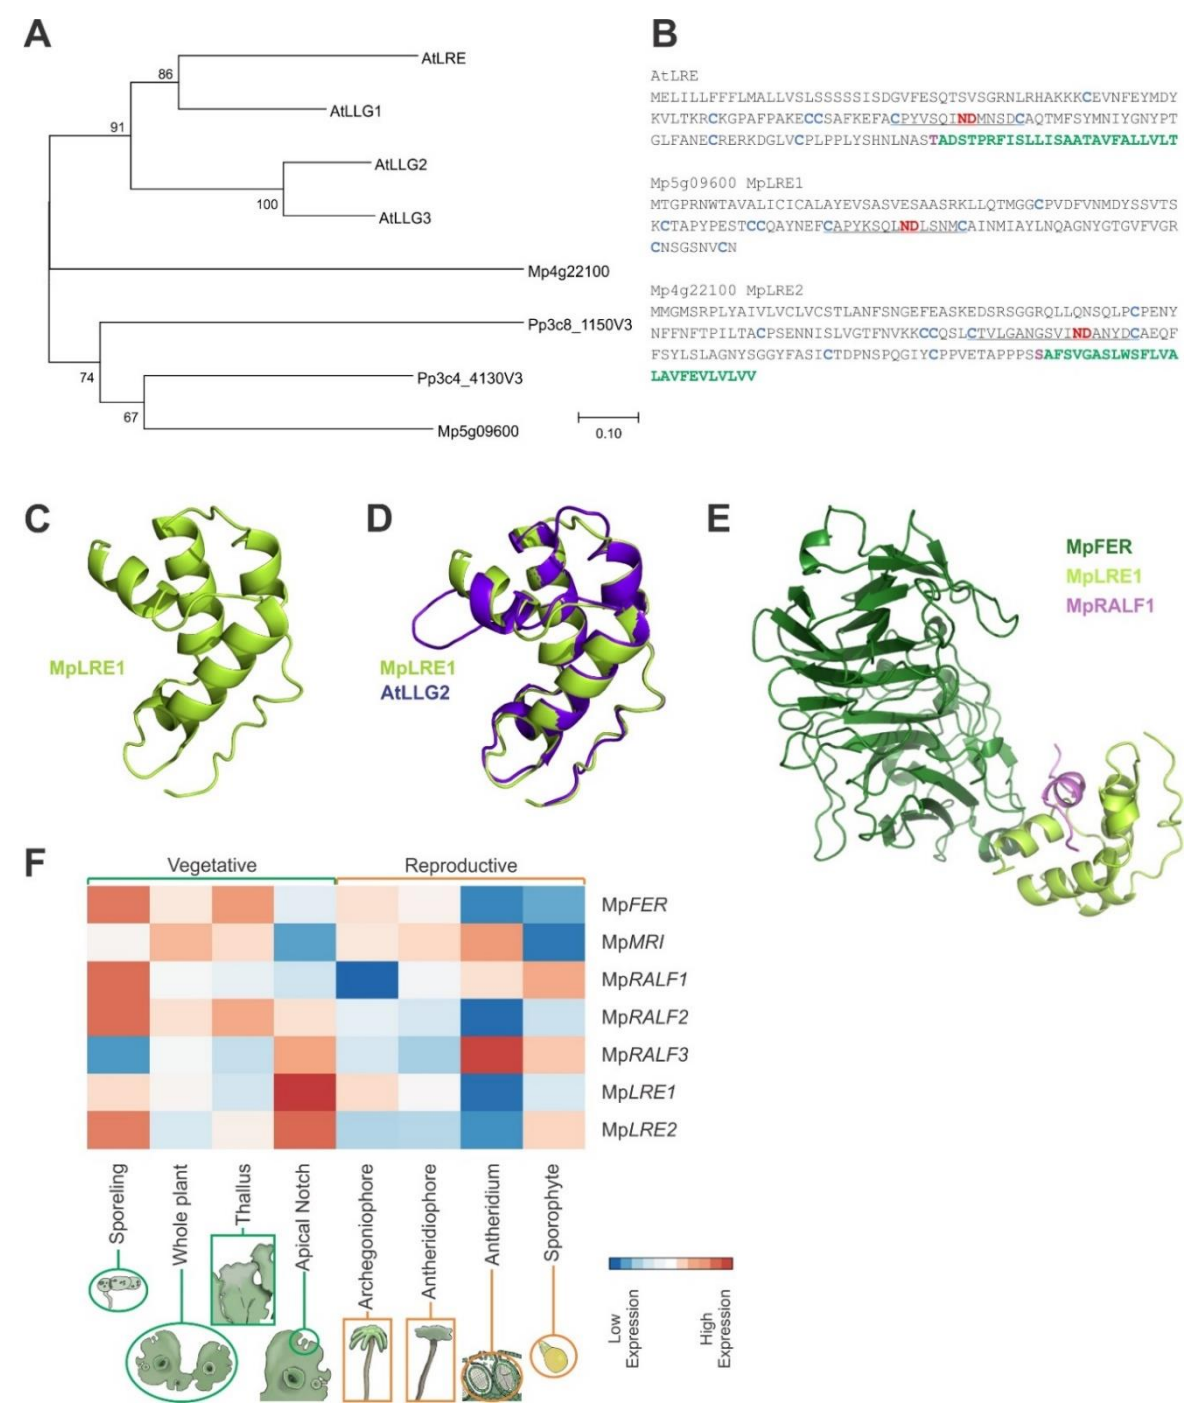 A
AtLRE
86
AtLLG1
91
AtLLG2
100
AtLLG3
Mp4g22100
Pp3c8_1150V3
74
Pp3c4_4130V3
67
Mp5g09600
0.10
B
AtLRE
MELILLFFFLMALLVSLSSSSSSISDGVFESQTSVSGRNLRHAKKKCEVNFEYMDY
KVLTKRCKGPAFPAKECCSAFKEFACPYVSQINDMNSDCAQTMFSYMNIYGNYPT
GLFANECRERKDGLVCPLPPLYSHNLNASTADSTPRFISLLISAATAVFALLVLT
Mp5g09600 MpLRE1
MTGPRNWTAVALICICALAYEVSASVESAASRKLLQTMGGCPVDFVNMDYSSVTS
KCTAPYPESTCCQAYNEFCAPYKSQLNDLSNMCAINMIAYLNQAGNYGTGVFVGR
CNSGSNVCN
Mp4g22100 MpLRE2
MMGMSRPLYAIVLVCLVCSTLANFSNGEFEASKEDSRSGGRQLLQNSQLPCPENY
NFFNFTPILTACPSENNISLVGTFNVKKCCQSLCTVLGANGSVINDANYDCAEQF
FSYLSLAGNYSGGYFASICTDPNSPQGIYCPPVETAPPPSSAFSVGASLWSFLVA
LAVFEVLVLVV
C
MpLRE1
D
MpLRE1
AtLLG2
E
MpFER
MpLRE1
MpRALF1
F
Vegetative
Reproductive
MpFER
MpMRI
MpRALF1
MpRALF2
MpRALF3
MpLRE1
MpLRE2
Sporeling
Whole plant
Thallus
Apical Notch
Archegoniophore
Antheridiophore
Antheridium
Sporophyte
Low
Expression
High
Expression